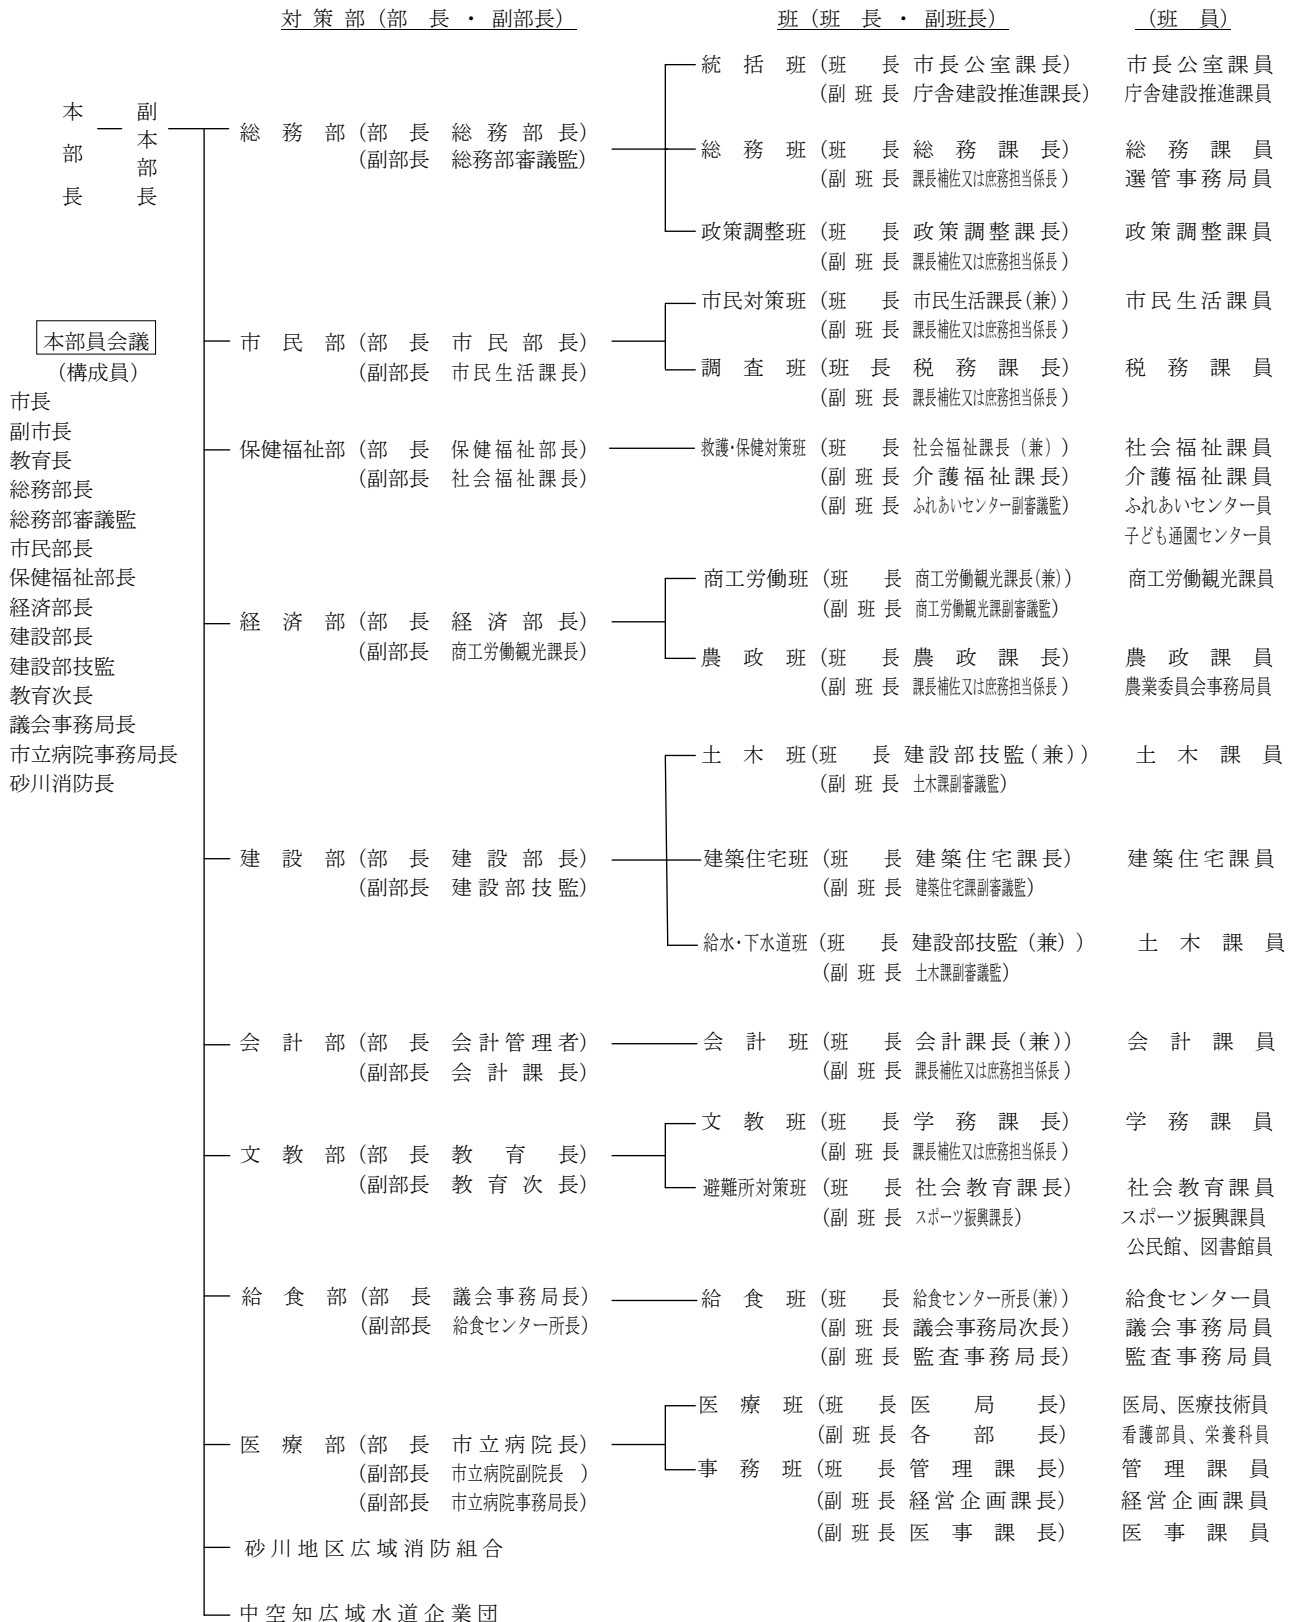 対策部(部長・副部長) 班(班長・副班長) (班員)
本部長
副本部長
本部員会議
(構成員)
市長
副市長
教育長
総務部長
総務部審議監
市民部長
保健福祉部長
経済部長
建設部長
建設部技監
教育次長
議会事務局長
市立病院事務局長
砂川消防長
総務部(部長 総務部長)
(副部長 総務部審議監)
統括班(班長 市長公室課長) 市長公室課員
(副班長 庁舎建設推進課長) 庁舎建設推進課員
総務班(班長 総務課長) 総務課員
(副班長 課長補佐又は庶務担当係長) 選管事務局員
政策調整班(班長 政策調整課長) 政策調整課員
(副班長 課長補佐又は庶務担当係長)
市民部(部長 市民部長)
(副部長 市民生活課長)
市民対策班(班長 市民生活課長(兼)) 市民生活課員
(副班長 課長補佐又は庶務担当係長)
調査班(班長 税務課長) 税務課員
(副班長 課長補佐又は庶務担当係長)
保健福祉部(部長 保健福祉部長)
(副部長 社会福祉課長)
救護・保健対策班(班長 社会福祉課長(兼)) 社会福祉課員
(副班長 介護福祉課長) 介護福祉課員
(副班長 ふれあいセンター副審議監) ふれあいセンター員
子ども通園センター員
経済部(部長 経済部長)
(副部長 商工労働観光課長)
商工労働班(班長 商工労働観光課長(兼)) 商工労働観光課員
(副班長 商工労働観光課副審議監)
農政班(班長 農政課長) 農政課員
(副班長 課長補佐又は庶務担当係長) 農業委員会事務局員
建設部(部長 建設部長)
(副部長 建設部技監)
土木班(班長 建設部技監(兼)) 土木課員
(副班長 土木課副審議監)
建築住宅班(班長 建築住宅課長) 建築住宅課員
(副班長 建築住宅課副審議監)
給水・下水道班(班長 建設部技監(兼)) 土木課員
(副班長 土木課副審議監)
会計部(部長 会計管理者)
(副部長 会計課長)
会計班(班長 会計課長(兼)) 会計課員
(副班長 課長補佐又は庶務担当係長)
文教部(部長 教育長)
(副部長 教育次長)
文教班(班長 学務課長) 学務課員
(副班長 課長補佐又は庶務担当係長)
避難所対策班(班長 社会教育課長) 社会教育課員
(副班長 スポーツ振興課長) スポーツ振興課員
公民館、図書館員
給食部(部長 議会事務局長)
(副部長 給食センター所長)
給食班(班長 給食センター所長(兼)) 給食センター員
(副班長 議会事務局次長) 議会事務局員
(副班長 監査事務局長) 監査事務局員
医療部(部長 市立病院長)
(副部長 市立病院副院長)
(副部長 市立病院事務局長)
医療班(班長 医局長) 医局、医療技術員
(副班長 各部長) 看護部員、栄養科員
事務班(班長 管理課長) 管理課員
(副班長 経営企画課長) 経営企画課員
(副班長 医事課長) 医事課員
砂川地区広域消防組合
中空知広域水道企業団